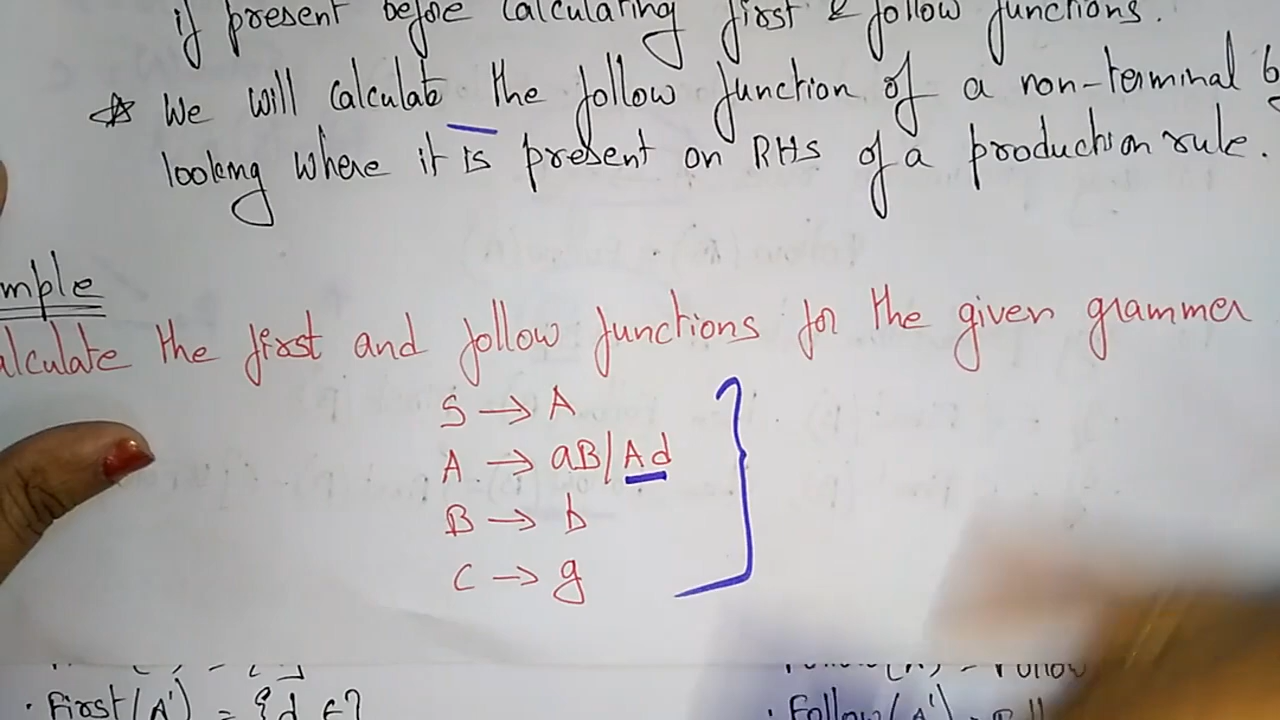 if present before calculating first & follow functions.
☆ We will calculate the follow function of a non-terminal
looking where it is present on RHS of a production rule.
mple
alculate the first and follow functions for the given grammer
S → A
A → aB/Ad
B → b
C → g
· First(A') = {d, ϵ}
· Follow(A') =